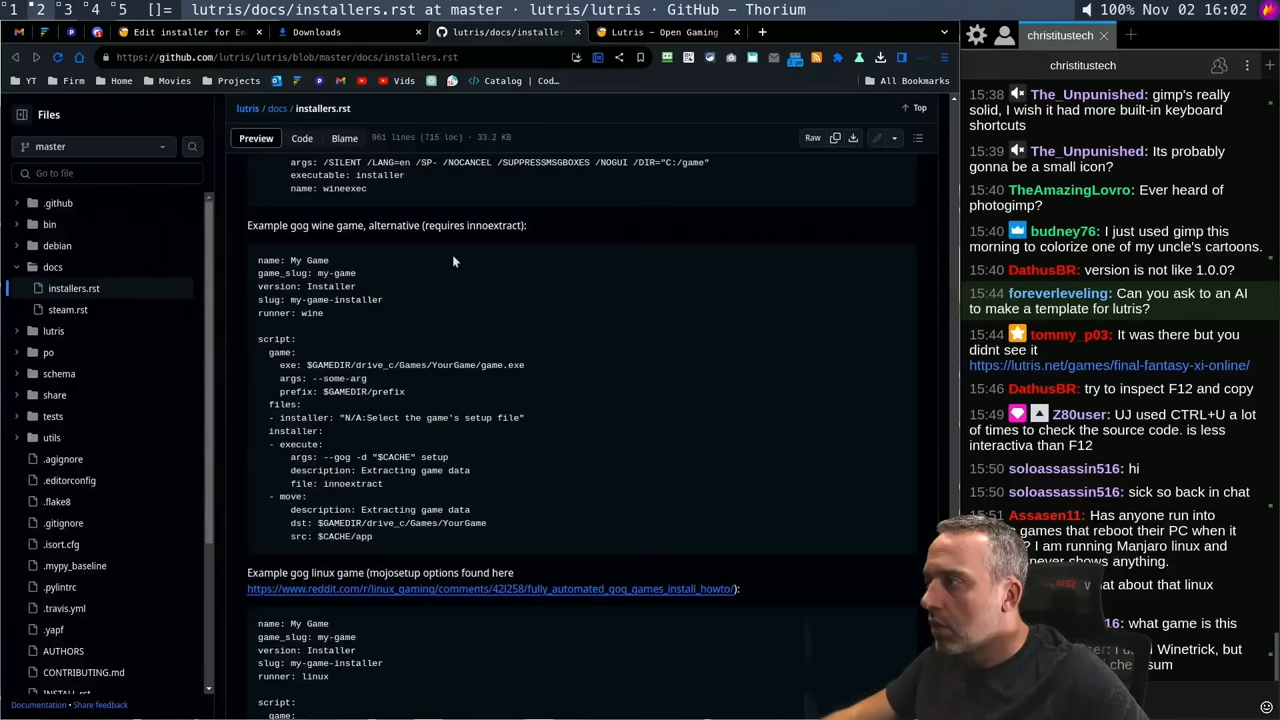 1 2 3 4 5 []= lutris/docs/installers.rst at master · lutris/lutris · GitHub - Thorium 100% Nov 02 16:02
Edit installer for Em
Downloads
lutris/docs/installer
Lutris - Open Gaming
https://github.com/lutris/lutris/blob/master/docs/installers.rst
YT Firm Home Movies Projects Vids Catalog | Cod… All Bookmarks
Files
master
Go to file
.github
bin
debian
docs
installers.rst
steam.rst
lutris
po
schema
share
tests
utils
.agignore
.editorconfig
.flake8
.gitignore
.isort.cfg
.mypy_baseline
.pylintrc
.travis.yml
.yapf
AUTHORS
CONTRIBUTING.md
INSTALL.rst
Documentation • Share feedback
lutris / docs / installers.rst
Top
Preview Code Blame 961 lines (715 loc) · 33.2 KB Raw
args: /SILENT /LANG=en /SP- /NOCANCEL /SUPPRESSMSGBOXES /NOGUI /DIR="C:/game"
executable: installer
name: wineexec
Example gog wine game, alternative (requires innoextract):
name: My Game
game_slug: my-game
version: Installer
slug: my-game-installer
runner: wine
script:
game:
exe: $GAMEDIR/drive_c/Games/YourGame/game.exe
args: --some-arg
prefix: $GAMEDIR/prefix
files:
- installer: "N/A:Select the game's setup file"
installer:
- execute:
args: --gog -d "$CACHE" setup
description: Extracting game data
file: innoextract
- move:
description: Extracting game data
dst: $GAMEDIR/drive_c/Games/YourGame
src: $CACHE/app
Example gog linux game (mojosetup options found here
https://www.reddit.com/r/linux_gaming/comments/42l258/fully_automated_gog_games_install_howto/):
name: My Game
game_slug: my-game
version: Installer
slug: my-game-installer
runner: linux
script:
game:
christitustech
christitustech
15:38 The_Unpunished: gimp's really
solid, I wish it had more built-in keyboard
shortcuts
15:39 The_Unpunished: Its probably
gonna be a small icon?
15:40 TheAmazingLovro: Ever heard of
photogimp?
15:40 budney76: I just used gimp this
morning to colorize one of my uncle's cartoons.
15:40 DathusBR: version is not like 1.0.0?
15:44 foreverleveling: Can you ask to an AI
to make a template for lutris?
15:44 tommy_p03: It was there but you
didnt see it
https://lutris.net/games/final-fantasy-xi-online/
15:46 DathusBR: try to inspect F12 and copy
15:49 Z80user: UJ used CTRL+U a lot
of times to check the source code. is less
interactiva than F12
15:50 soloassassin516: hi
15:50 soloassassin516: sick so back in chat
15:51 Assasen11: Has anyone run into
games that reboot their PC when it
? I am running Manjaro linux and
never shows anything.
what about that linux
what game is this
Winetrick, but
sum